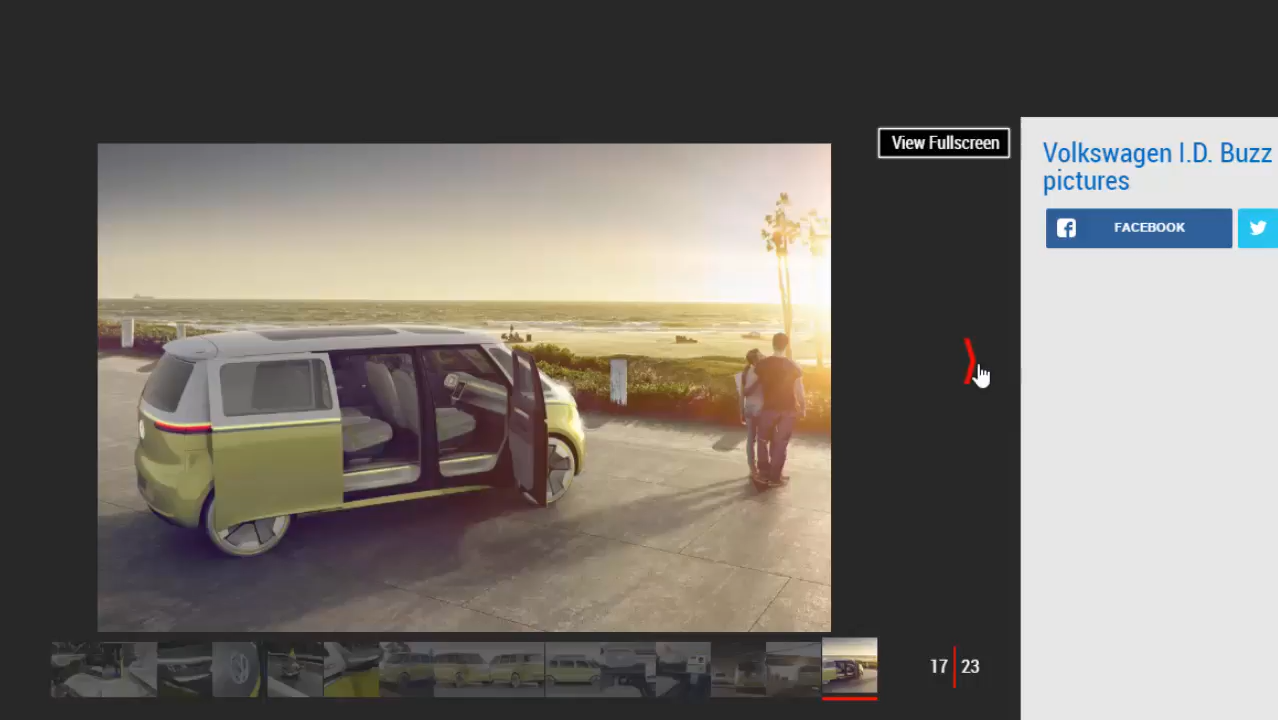 View Fullscreen
Volkswagen I.D. Buzz
pictures
FACEBOOK
17 23